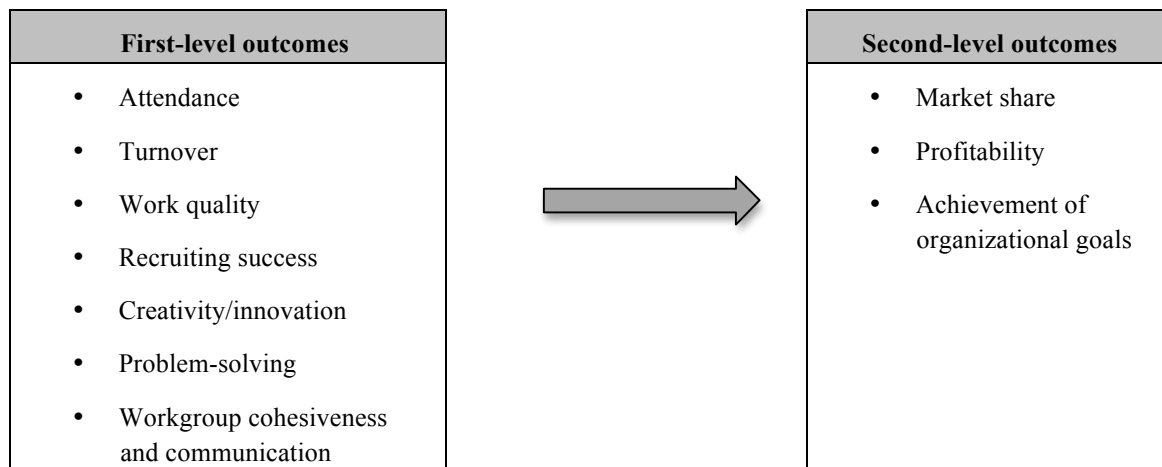 First-level outcomes
• Attendance
• Turnover
• Work quality
• Recruiting success
• Creativity/innovation
• Problem-solving
• Workgroup cohesiveness
and communication
Second-level outcomes
• Market share
• Profitability
• Achievement of
organizational goals